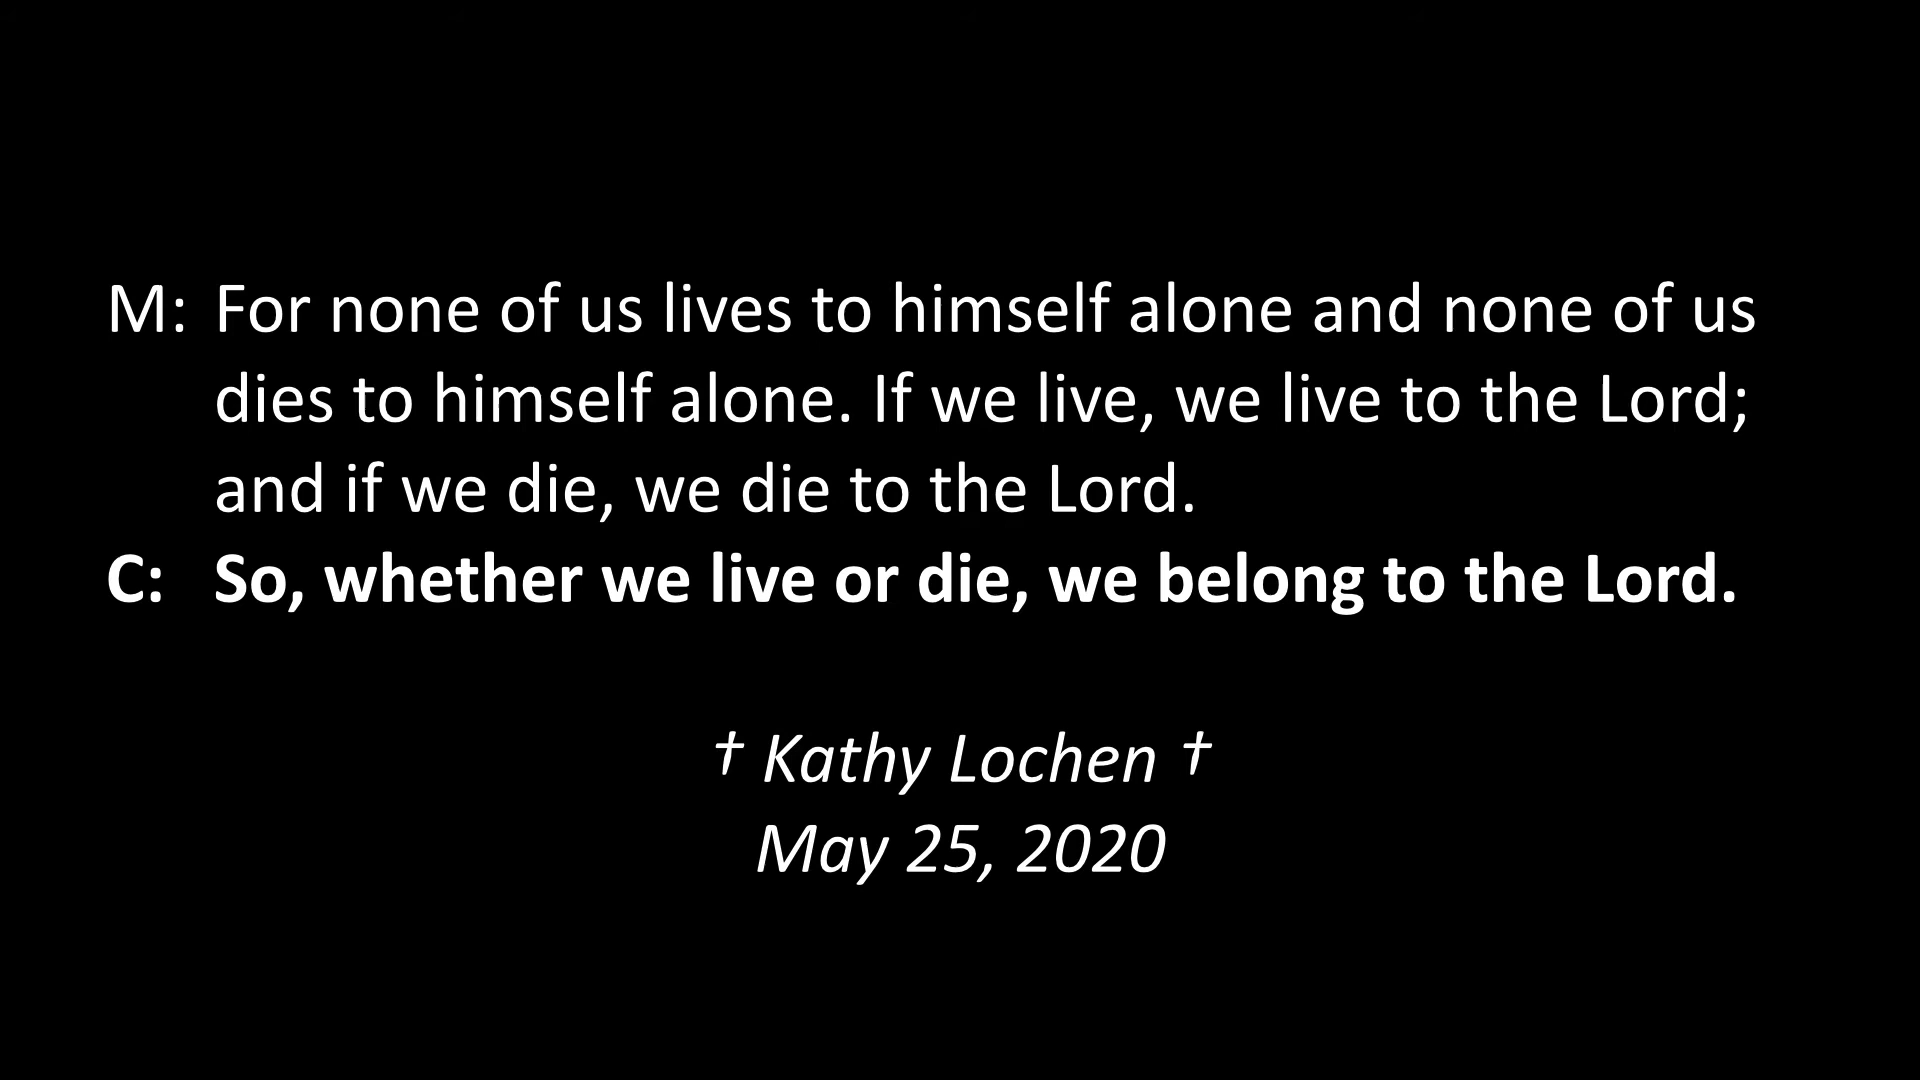 M: For none of us lives to himself alone and none of us
dies to himself alone. If we live, we live to the Lord;
and if we die, we die to the Lord.
C: So, whether we live or die, we belong to the Lord.
† Kathy Lochen †
May 25, 2020